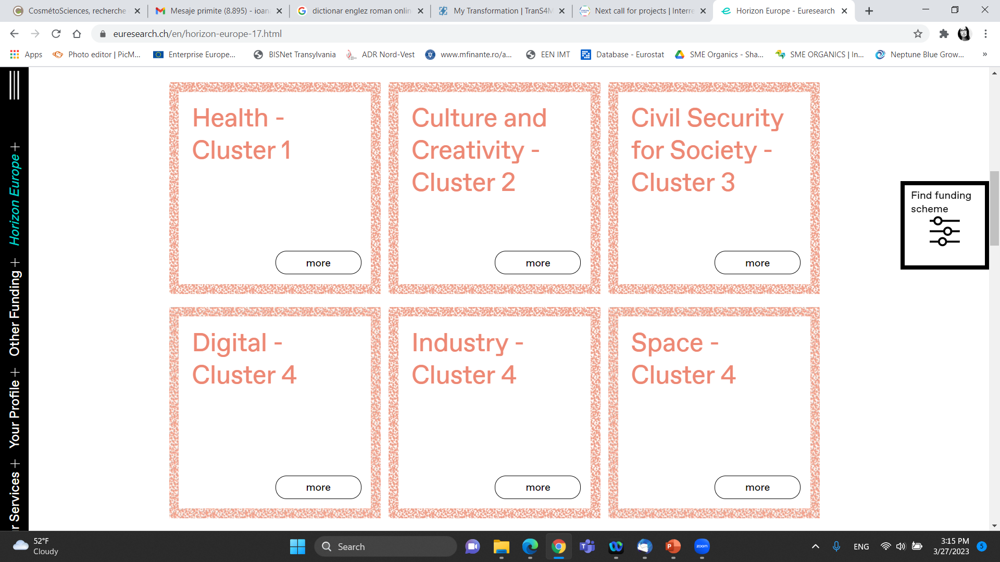 CosmétoSciences, recherche
Mesaje primite (8.895) - ioan
dictionar englez roman onlin
My Transformation | TranS4M
Next call for projects | Interre
Horizon Europe - Euresearch
euresearch.ch/en/horizon-europe-17.html
Apps
Photo editor | PicM...
Enterprise Europe...
BISNet Transylvania
ADR Nord-Vest
www.mfinante.ro/a...
EEN IMT
Database - Eurostat
SME Organics - Sha...
SME ORGANICS | In...
Neptune Blue Grow...
»
Horizon Europe +
Other Funding +
Your Profile +
r Services +
Health -
Cluster 1
more
Culture and
Creativity -
Cluster 2
more
Civil Security
for Society -
Cluster 3
more
Find funding
scheme
Digital -
Cluster 4
more
Industry -
Cluster 4
more
Space -
Cluster 4
more
52°F
Cloudy
Search
zoom
ENG
3:15 PM
3/27/2023
5